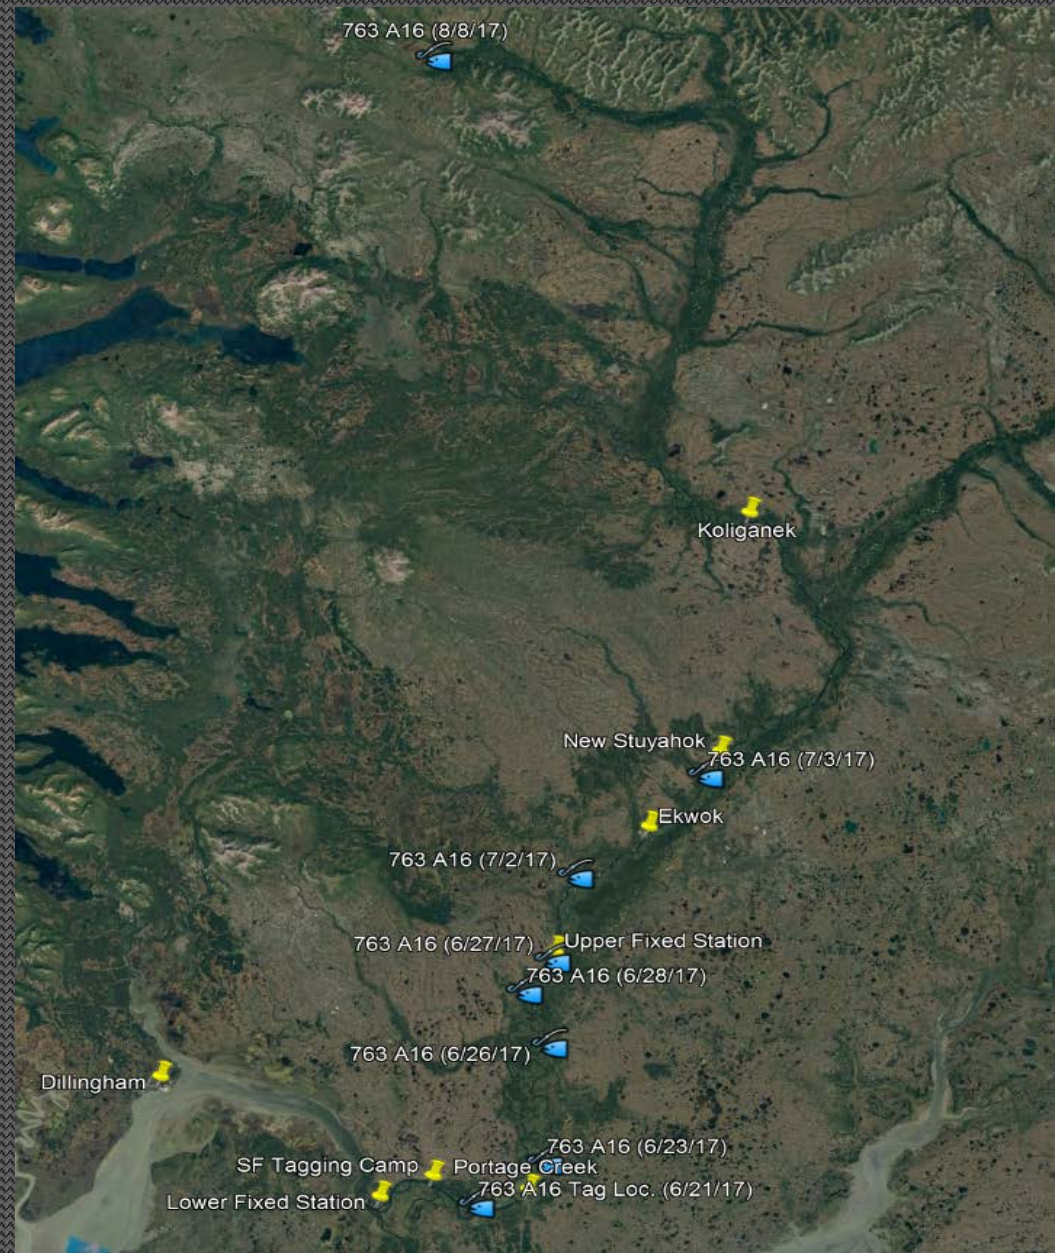 763 A16 (8/8/17)
Koliganek
New Stuyahok
763 A16 (7/3/17)
Ekwok
763 A16 (7/2/17)
Upper Fixed Station
763 A16 (6/27/17)
763 A16 (6/28/17)
763 A16 (6/26/17)
Dillingham
763 A16 (6/23/17)
SF Tagging Camp
Portage Creek
763 A16 Tag Loc. (6/21/17)
Lower Fixed Station